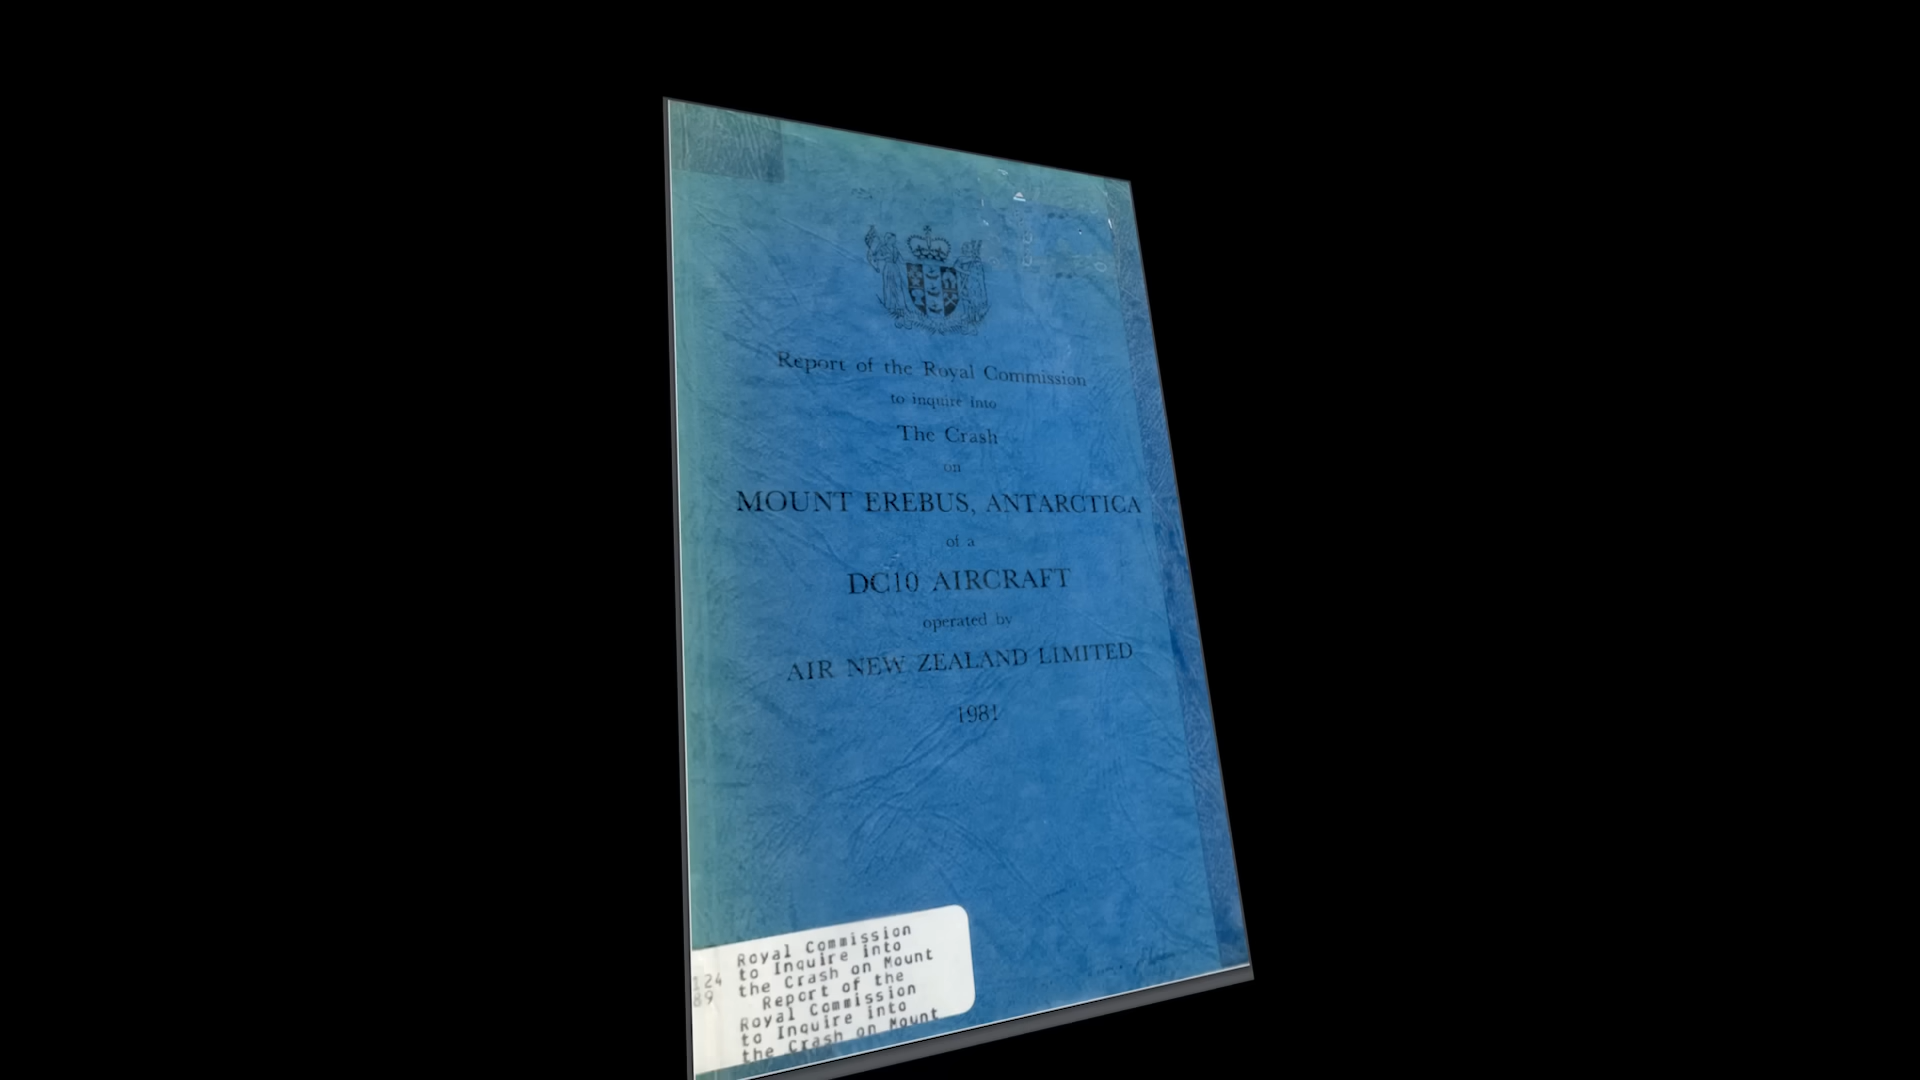 Report of the Royal Commission
to inquire into
The Crash
on
MOUNT EREBUS, ANTARCTICA
of a
DC10 AIRCRAFT
operated by
AIR NEW ZEALAND LIMITED
1981
Royal Commission
to Inquire into
124 the Crash on Mount
89 Report of the
Royal Commission
to Inquire into
the Crash on Mount